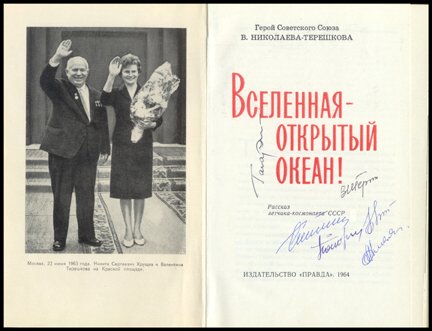 Москва, 22 июня 1963 года. Никита Сергеевич Хрущев и Валентина
Терешкова на Красной площади.
Герой Советского Союза
В. НИКОЛАЕВА-ТЕРЕШКОВА
ВСЕЛЕННАЯ-
ОТКРЫТЫЙ
ОКЕАН!
Рассказ
летчика-космонавта СССР
ИЗДАТЕЛЬСТВО «ПРАВДА». 1964